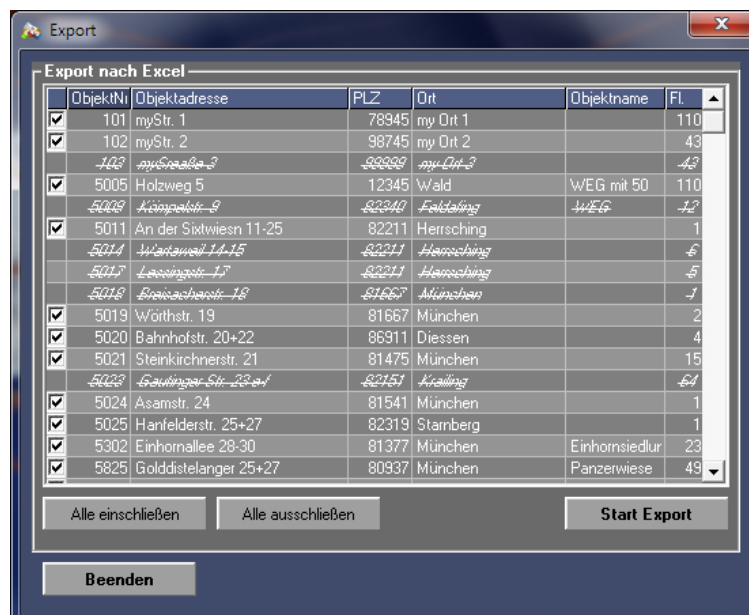 Export
Export nach Excel
ObjektNr Objektadresse PLZ Ort Objektname Fl.
101 myStr. 1 78945 my Ort 1 110
102 myStr. 2 98745 my Ort 2 43
103 99999 my Ort 3 43
5005 Holzweg 5 12345 Wald WEG mit 50 110
5009 82340 Feldafing WEG 12
5011 An der Sixtwiesn 11-25 82211 Herrsching 1
5014 Wartaweil 14-15 82211 Herrsching 6
5017 Lessingstr. 17 82211 Herrsching 5
5018 Breisacherstr. 18 81667 München 1
5019 Wörthstr. 19 81667 München 2
5020 Bahnhofstr. 20+22 86911 Diessen 4
5021 Steinkirchnerstr. 21 81475 München 15
5023 Gautinger Str. 23 82151 Krailing 64
5024 Asamstr. 24 81541 München 1
5025 Hanfelderstr. 25+27 82319 Starnberg 1
5302 Einhornallee 28-30 81377 München Einhornsiedlur 23
5825 Golddistelanger 25+27 80937 München Panzerwiese 49
Alle einschließen Alle ausschließen Start Export
Beenden